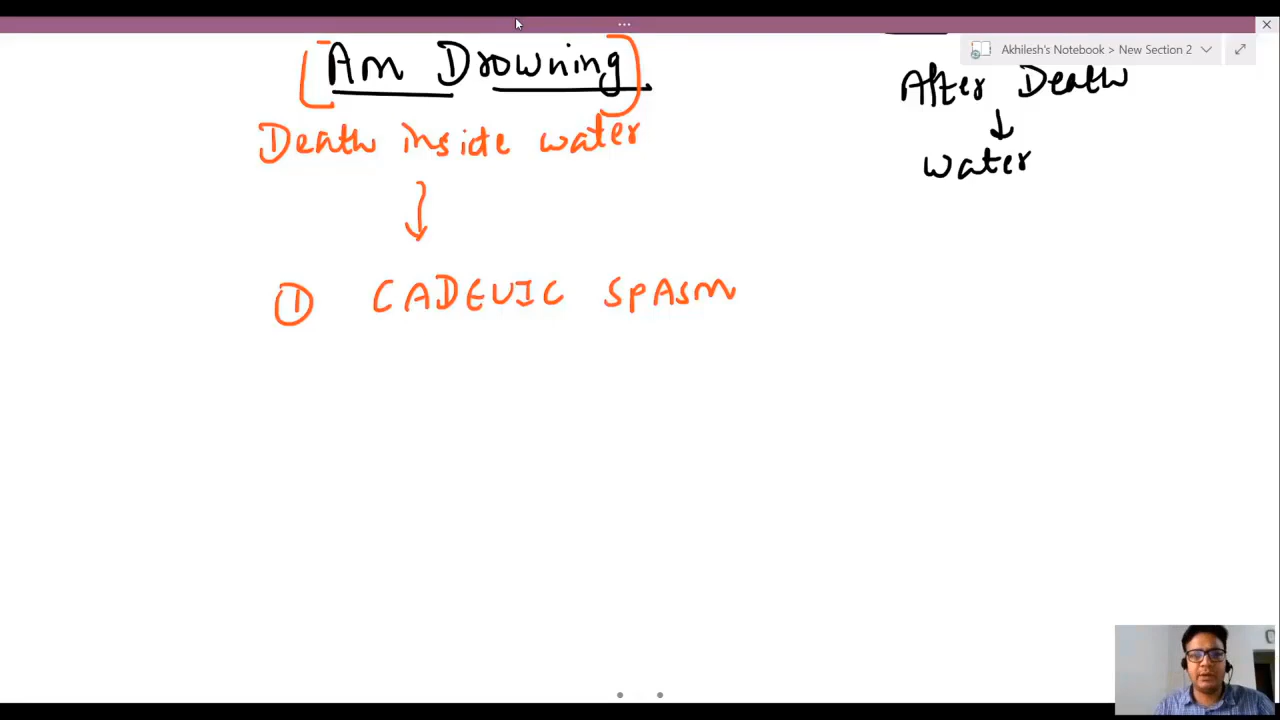 Akhilesh's Notebook > New Section 2
Am Drowning
Death inside water
① CADEVIC SPASM
After Death
water